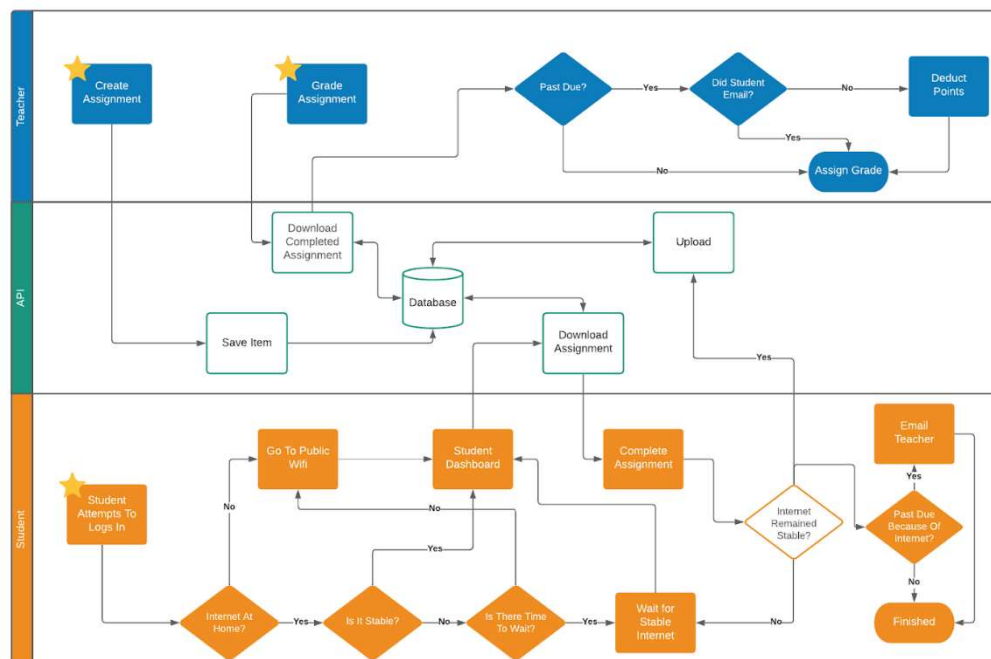 Teacher
Create
Assignment
Grade
Assignment
Past Due?
Yes
Did Student
Email?
No
Deduct
Points
Yes
No
Assign Grade
API
Download
Completed
Assignment
Upload
Database
Save Item
Download
Assignment
Yes
Student
Go To Public
Wifi
Student
Dashboard
Complete
Assignment
Email
Teacher
Student
Attempts To
Logs In
No
No
Yes
Internet
Remained
Stable?
Yes
Past Due
Because Of
Internet?
Internet At
Home?
Yes
Is It Stable?
No
Is There Time
To Wait?
Yes
Wait for
Stable
Internet
No
No
Finished